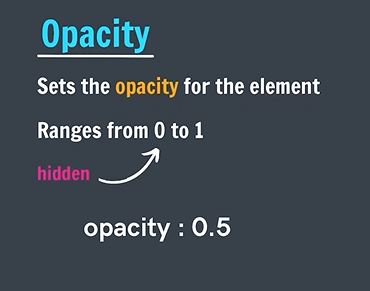 Opacity
Sets the opacity for the element
Ranges from 0 to 1
hidden
opacity : 0.5